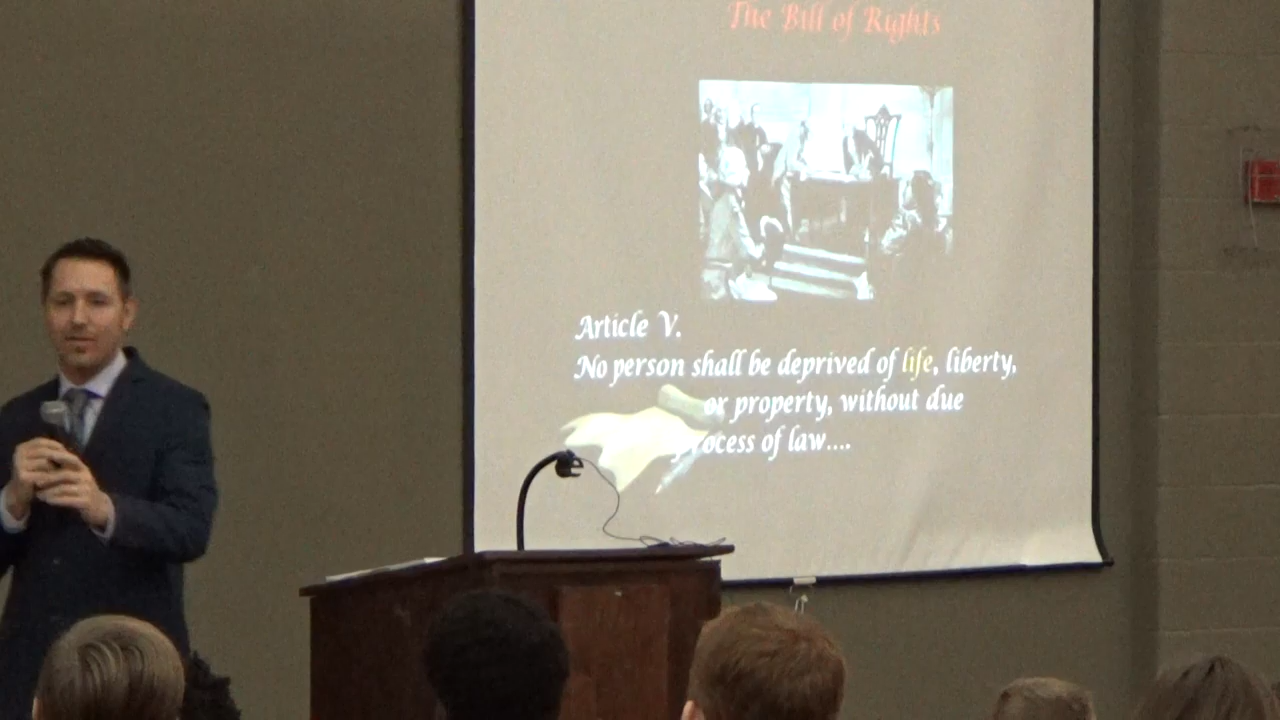 The Bill of Rights
Article V.
No person shall be deprived of life, liberty,
or property, without due
process of law....